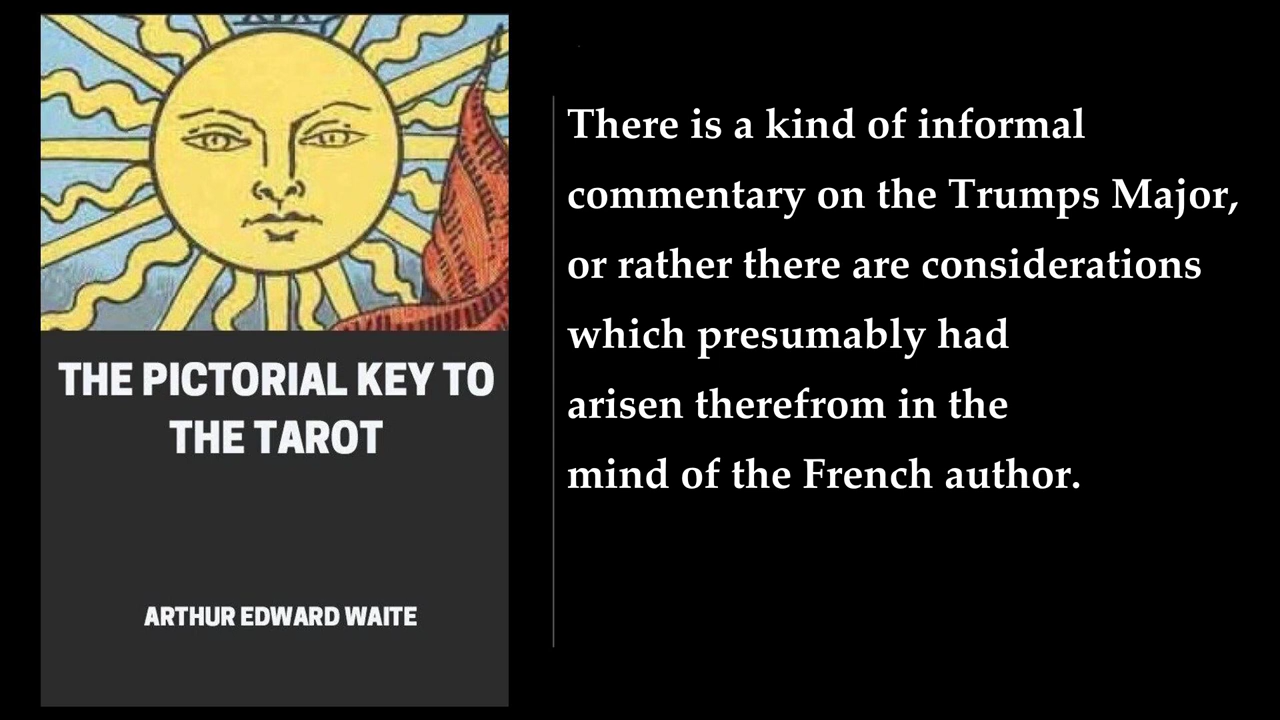 XIX
THE PICTORIAL KEY TO
THE TAROT
ARTHUR EDWARD WAITE
There is a kind of informal
commentary on the Trumps Major,
or rather there are considerations
which presumably had
arisen therefrom in the
mind of the French author.